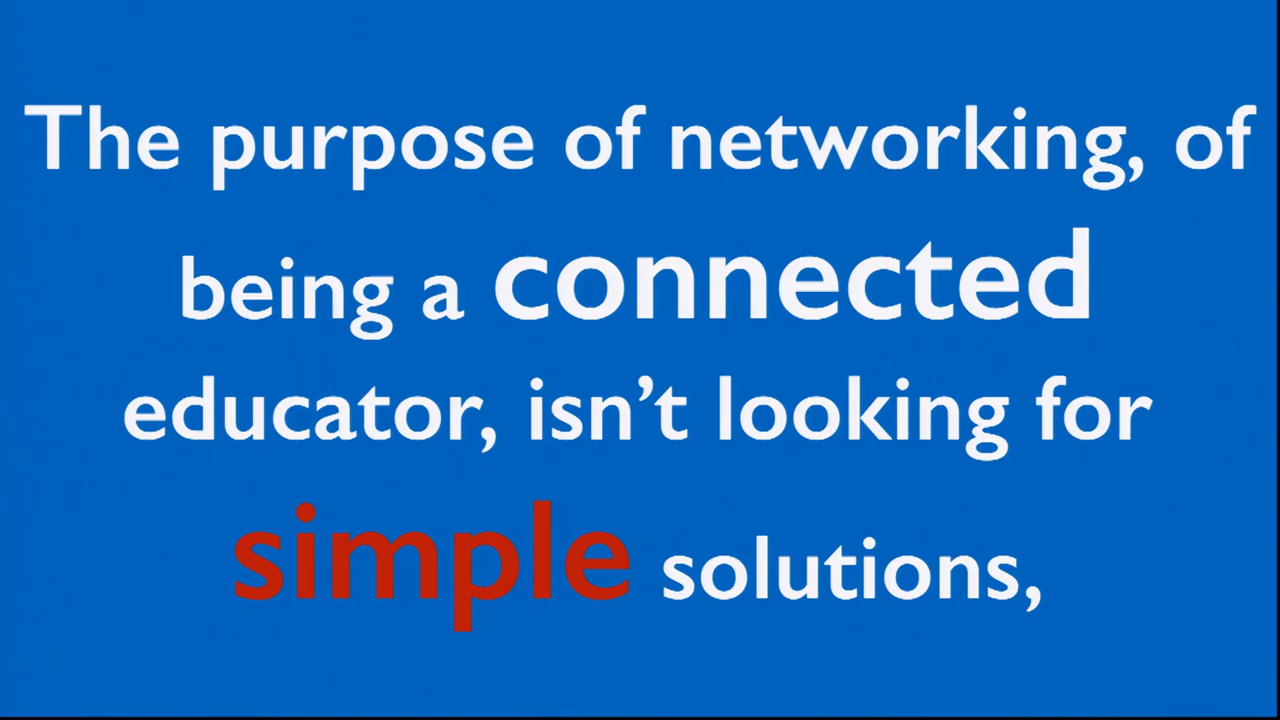 The purpose of networking, of
being a connected
educator, isn’t looking for
simple solutions,